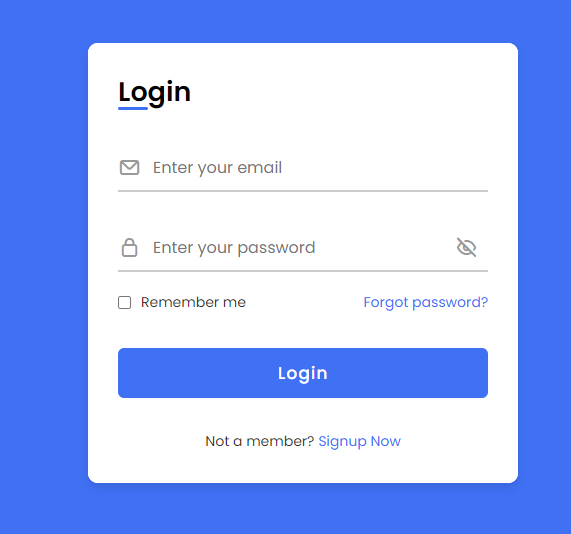 Login
Enter your email
Enter your password
Remember me Forgot password?
Login
Not a member? Signup Now